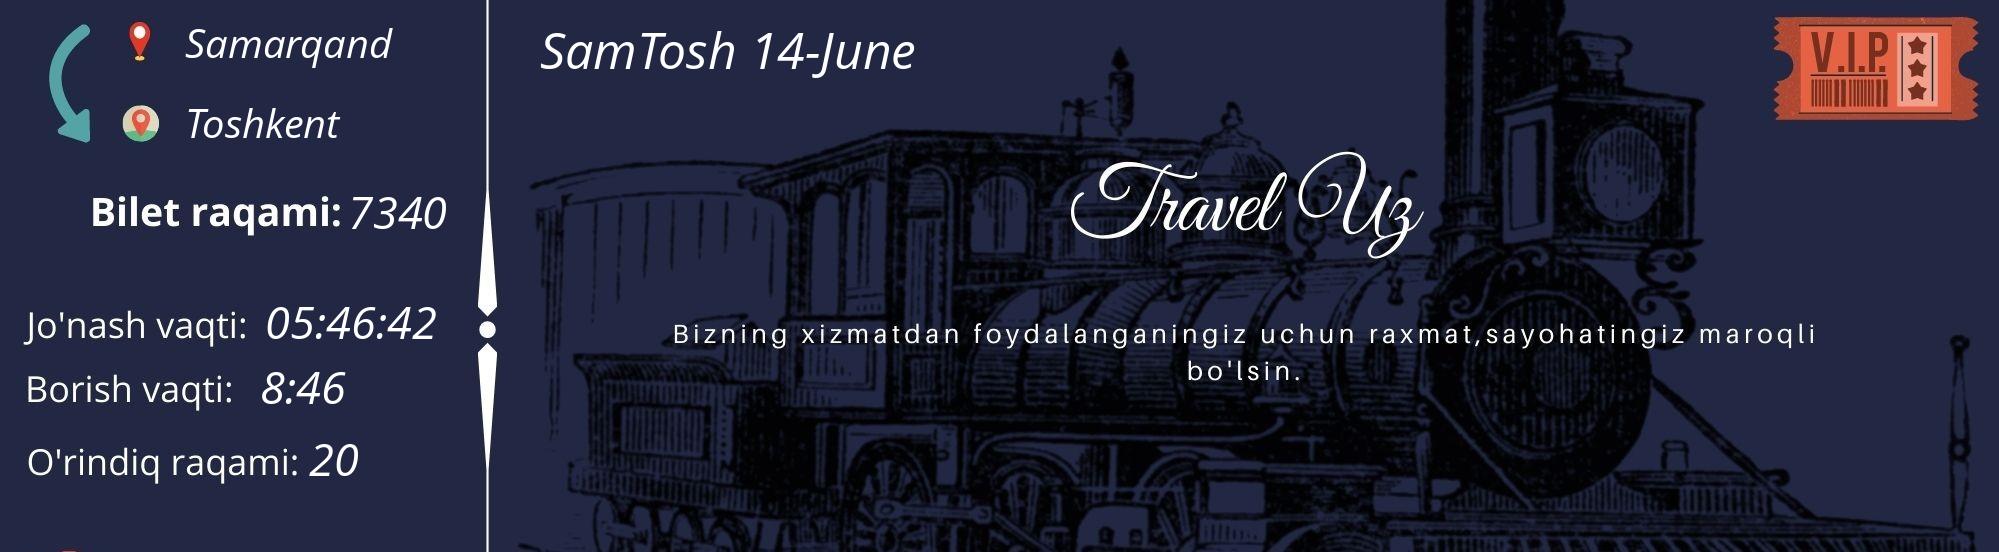 Samarqand
Toshkent
Bilet raqami: 7340
Jo'nash vaqti: 05:46:42
Borish vaqti: 8:46
O'rindiq raqami: 20
SamTosh 14-June
V.I.P.
Travel Uz
Bizning xizmatdan foydalanganingiz uchun raxmat,sayohatingiz maroqli
bo'lsin.